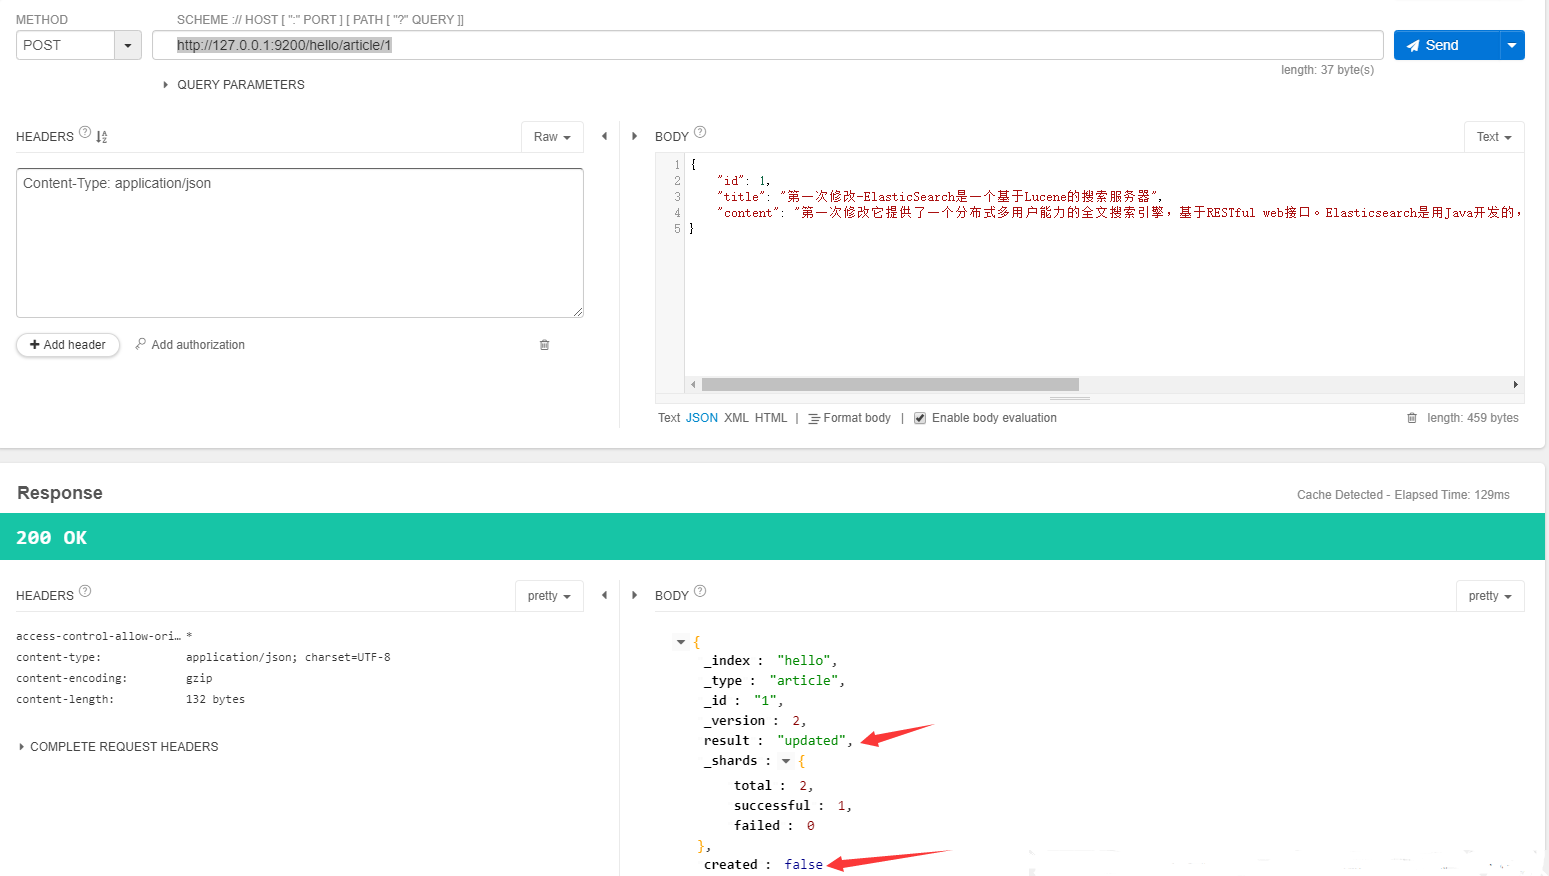 METHOD
SCHEME :// HOST [ ":" PORT ] [ PATH [ "?" QUERY ]]
POST
http://127.0.0.1:9200/hello/article/1
Send
length: 37 byte(s)
QUERY PARAMETERS
HEADERS ?
Raw
BODY ?
Text
Content-Type: application/json
1 {
2 "id": 1,
3 "title": "第一次修改-ElasticSearch是一个基于Lucene的搜索服务器",
4 "content": "第一次修改它提供了一个分布式多用户能力的全文搜索引擎，基于RESTful web接口。Elasticsearch是用Java开发的，
5 }
+ Add header
Add authorization
Text JSON XML HTML | Format body | Enable body evaluation
length: 459 bytes
Response
Cache Detected - Elapsed Time: 129ms
200 OK
HEADERS ?
pretty
BODY ?
pretty
access-control-allow-ori… *
content-type: application/json; charset=UTF-8
content-encoding: gzip
content-length: 132 bytes
COMPLETE REQUEST HEADERS
{
_index : "hello",
_type : "article",
_id : "1",
_version : 2,
result : "updated",
_shards : {
total : 2,
successful : 1,
failed : 0
},
created : false